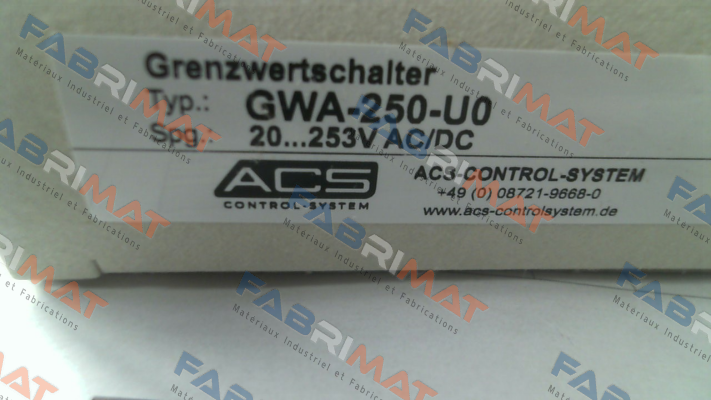 Grenzwertschalter
Typ.: GWA-250-U0
Spg.: 20...253V AC/DC
ACS
CONTROL-SYSTEM
ACS-CONTROL-SYSTEM
+49 (0) 08721-9668-0
www.acs-controlsystem.de
FABRIMAT
Matériaux Industriel et Fabrications